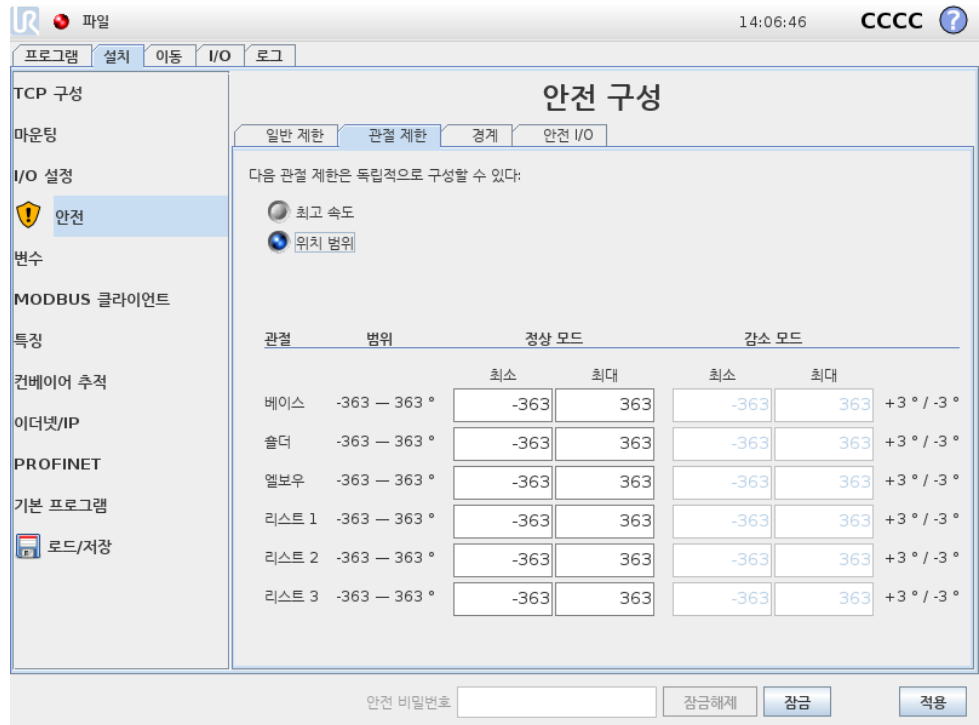 UR 파일 14:06:46 CCCC ?
프로그램 설치 이동 I/O 로그
TCP 구성
마운팅
I/O 설정
안전
변수
MODBUS 클라이언트
특징
컨베이어 추적
이더넷/IP
PROFINET
기본 프로그램
로드/저장
안전 구성
일반 제한 관절 제한 경계 안전 I/O
다음 관절 제한은 독립적으로 구성할 수 있다:
최고 속도
위치 범위
관절 범위 정상 모드 감소 모드
최소 최대 최소 최대
베이스 -363 — 363 ° -363 363 -363 363 +3 ° / -3 °
숄더 -363 — 363 ° -363 363 -363 363 +3 ° / -3 °
엘보우 -363 — 363 ° -363 363 -363 363 +3 ° / -3 °
리스트 1 -363 — 363 ° -363 363 -363 363 +3 ° / -3 °
리스트 2 -363 — 363 ° -363 363 -363 363 +3 ° / -3 °
리스트 3 -363 — 363 ° -363 363 -363 363 +3 ° / -3 °
안전 비밀번호 잠금해제 잠금 적용